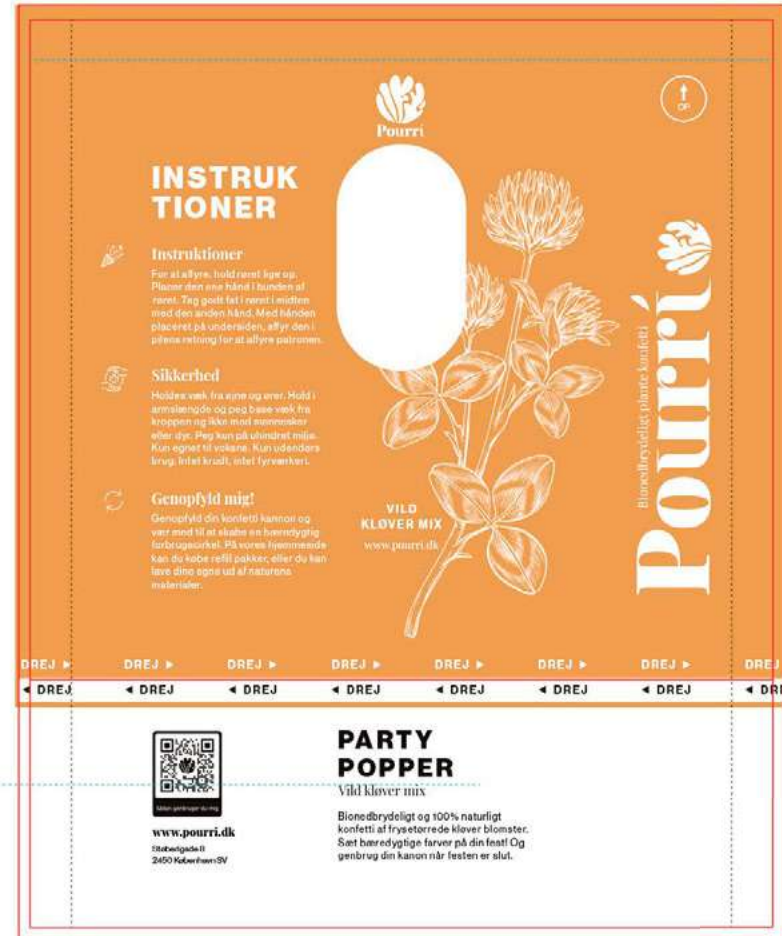 Pourrí
OP
INSTRUK
TIONER
Instruktioner
For at affyre, hold røret lige op.
Placer den ene hånd i bunden af
røret. Tag godt fat i røret i midten
med den anden hånd. Med hånden
placeret på undersiden, affyr den i
pilens retning for at affyre patronen.
Sikkerhed
Holdes væk fra øjne og ører. Hold i
armslængde og peg base væk fra
kroppen og ikke mod mennesker
eller dyr. Peg kun på uhindret miljø.
Kun egnet til voksne. Kun udendørs
brug. Intet krudt, intet fyrværkeri.
Genopfyld mig!
Genopfyld din konfetti kannon og
vær med til at skabe en bæredygtig
forbrugscirkel. På vores hjemmeside
kan du købe refill pakker, eller du kan
lave dine egne ud af naturens
materialer.
VILD
KLØVER MIX
www.pourri.dk
Bionedbrydeligt plante konfetti
Pourrí
DREJ ▶ DREJ ▶ DREJ ▶ DREJ ▶ DREJ ▶ DREJ ▶ DREJ ▶ DREJ
◀ DREJ ◀ DREJ ◀ DREJ ◀ DREJ ◀ DREJ ◀ DREJ ◀ DREJ ◀ DRE
PARTY
POPPER
Vild kløver mix
Bionedbrydeligt og 100% naturligt
konfetti af frysetørrede kløver blomster.
Sæt bæredygtige farver på din fest! Og
genbrug din kanon når festen er slut.
www.pourri.dk
2450 København SV